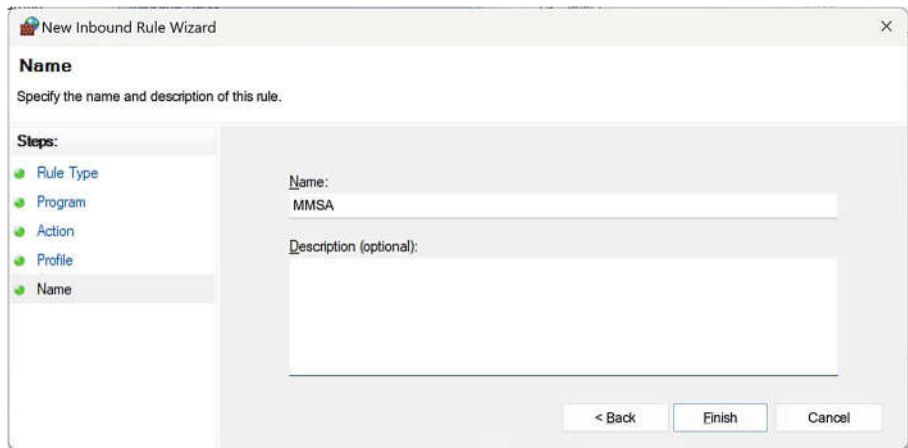 New Inbound Rule Wizard
Name
Specify the name and description of this rule.
Steps:
Rule Type
Program
Action
Profile
Name
Name:
MMSA
Description (optional):
< Back
Finish
Cancel